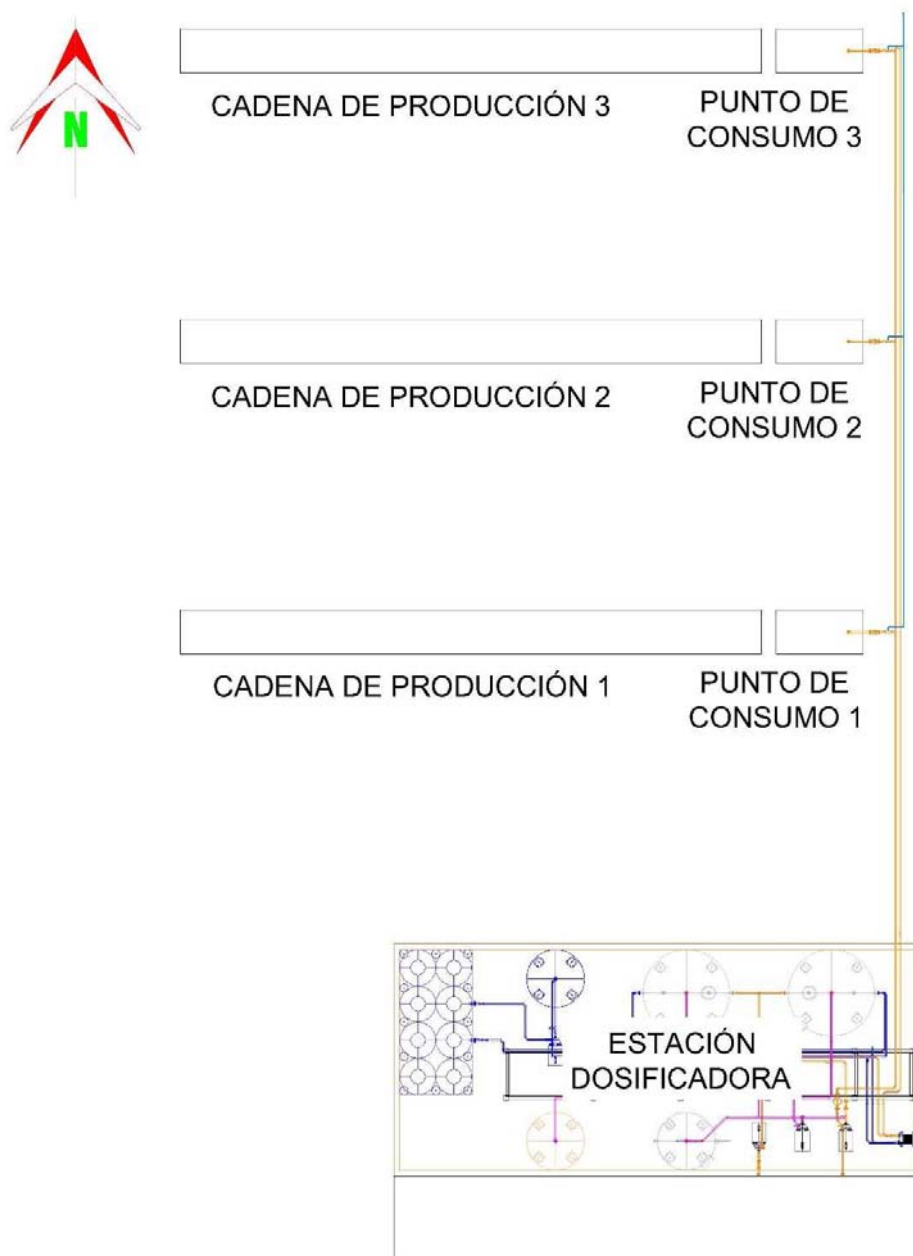 N
CADENA DE PRODUCCIÓN 3
PUNTO DE
CONSUMO 3
CADENA DE PRODUCCIÓN 2
PUNTO DE
CONSUMO 2
CADENA DE PRODUCCIÓN 1
PUNTO DE
CONSUMO 1
ESTACIÓN
DOSIFICADORA